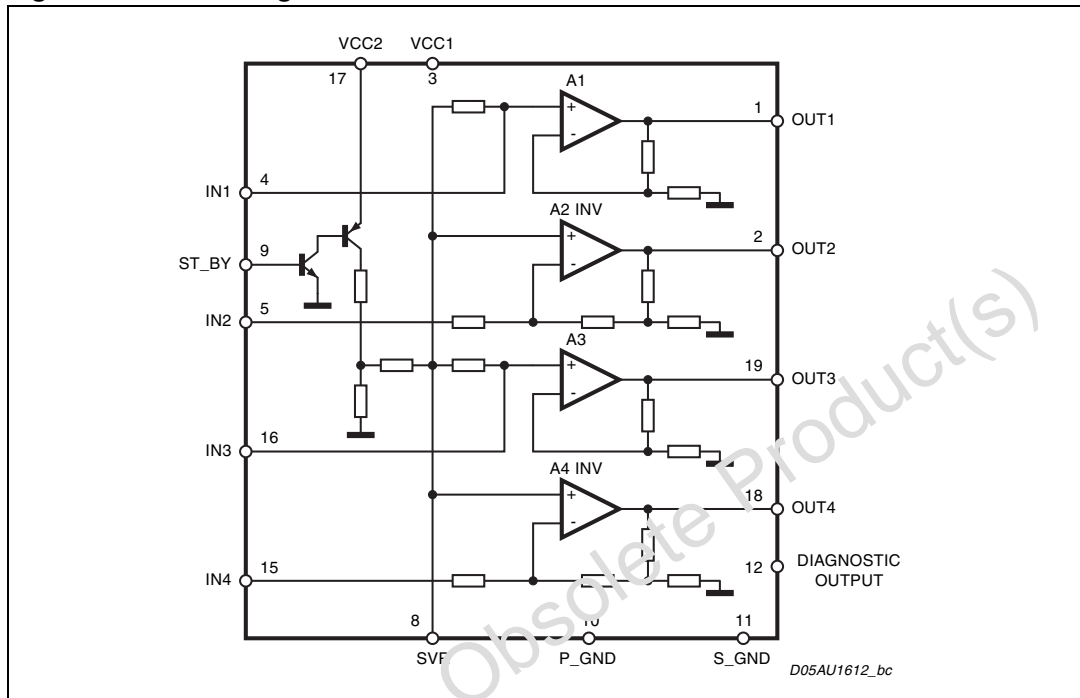 VCC2 VCC1
17 3
A1
+
-
1 OUT1
4
IN1
A2 INV
+
-
2 OUT2
9
ST_BY
5
IN2
A3
+
-
19 OUT3
16
IN3
A4 INV
+
-
18 OUT4
12 DIAGNOSTIC
OUTPUT
15
IN4
8 10 11
P_GND S_GND
D05AU1612_bc
Obsolete Product(s)